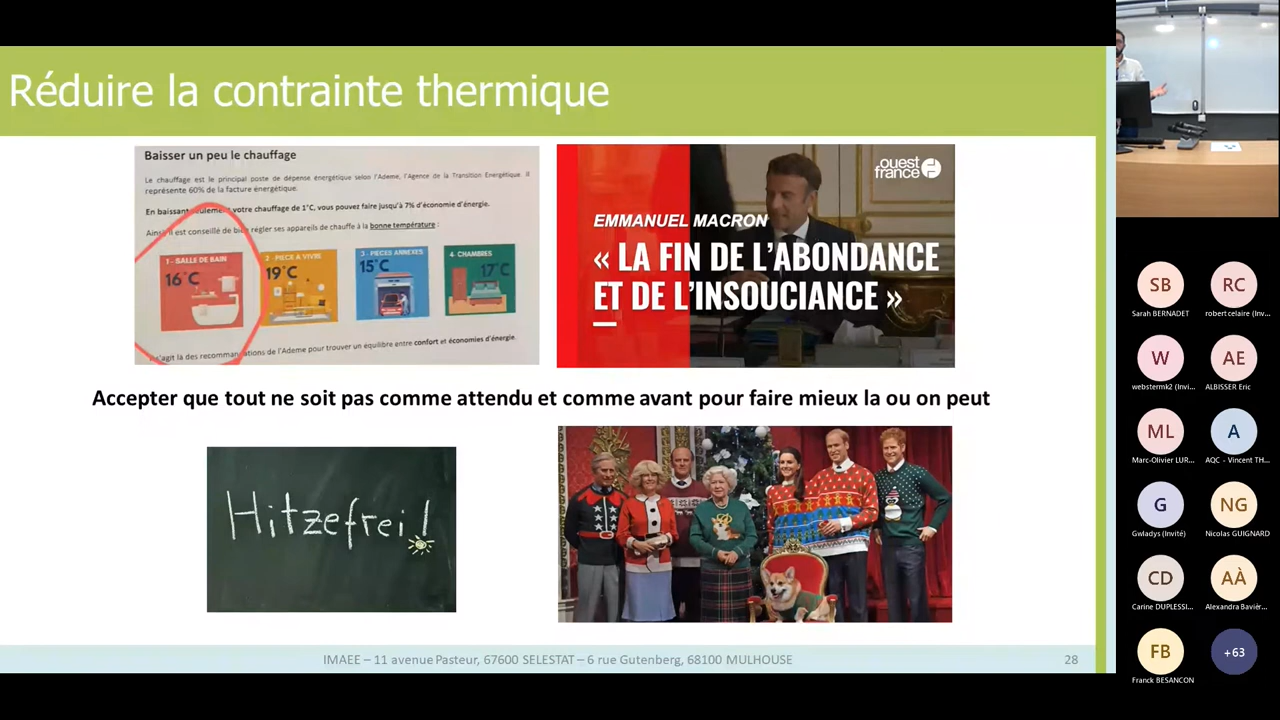 Réduire la contrainte thermique
Baisser un peu le chauffage
Le chauffage est le principal poste de dépense énergétique selon l'Ademe, l'Agence de la Transition Energétique. Il
représente 60% de la facture énergétique.
En baissant seulement votre chauffage de 1°C, vous pouvez faire jusqu'à 7% d'économie d'énergie.
Ainsi il est conseillé de bien régler ses appareils de chauffe à la bonne température :
1 - SALLE DE BAIN
16°C
2 - PIECE A VIVRE
19°C
3 - PIECES ANNEXES
15°C
4. CHAMBRES
17°C
s'agit là des recommandations de l'Ademe pour trouver un équilibre entre confort et économies d'énergie.
ouest
france
EMMANUEL MACRON
« LA FIN DE L'ABONDANCE
ET DE L'INSOUCIANCE »
Accepter que tout ne soit pas comme attendu et comme avant pour faire mieux la ou on peut
Hitzefrei!
IMAEE – 11 avenue Pasteur, 67600 SELESTAT – 6 rue Gutenberg, 68100 MULHOUSE
28
SB
Sarah BERNADET
RC
robert celaire (Inv...
W
webstermk2 (Invi...
AE
ALBISSER Eric
ML
Marc-Olivier LUR...
A
AQC - Vincent TH...
G
Gwladys (Invité)
NG
Nicolas GUIGNARD
CD
Carine DUPLESSI...
AÀ
Alexandra Bavièr...
FB
Franck BESANCON
+63